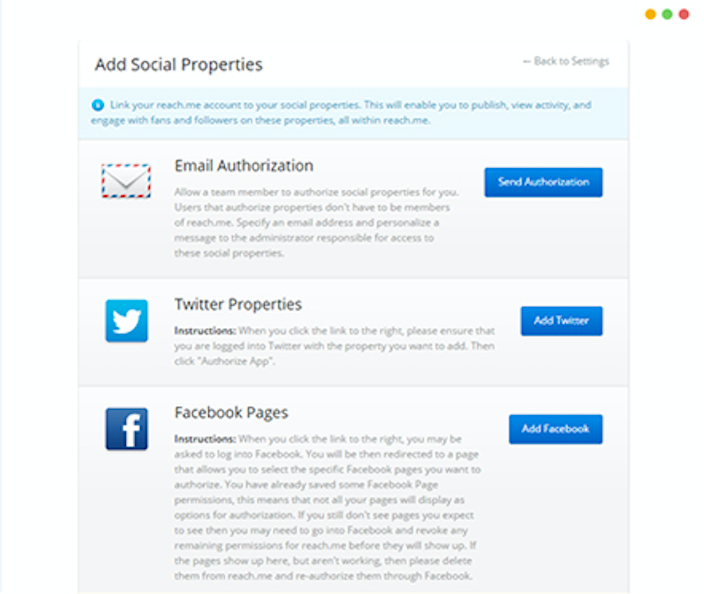 Add Social Properties
← Back to Settings
Link your reach.me account to your social properties. This will enable you to publish, view activity, and
engage with fans and followers on these properties, all within reach.me.
Email Authorization
Allow a team member to authorize social properties for you.
Users that authorize properties don't have to be members
of reach.me. Specify an email address and personalize a
message to the administrator responsible for access to
these social properties.
Send Authorization
Twitter Properties
Instructions: When you click the link to the right, please ensure that
you are logged into Twitter with the property you want to add. Then
click "Authorize App".
Add Twitter
Facebook Pages
Instructions: When you click the link to the right, you may be
asked to log into Facebook. You will be then redirected to a page
that allows you to select the specific Facebook pages you want to
authorize. You have already saved some Facebook Page
permissions, this means that not all your pages will display as
options for authorization. If you still don't see pages you expect
to see then you may need to go into Facebook and revoke any
remaining permissions for reach.me before they will show up. If
the pages show up here, but aren't working, then please delete
them from reach.me and re-authorize them through Facebook.
Add Facebook